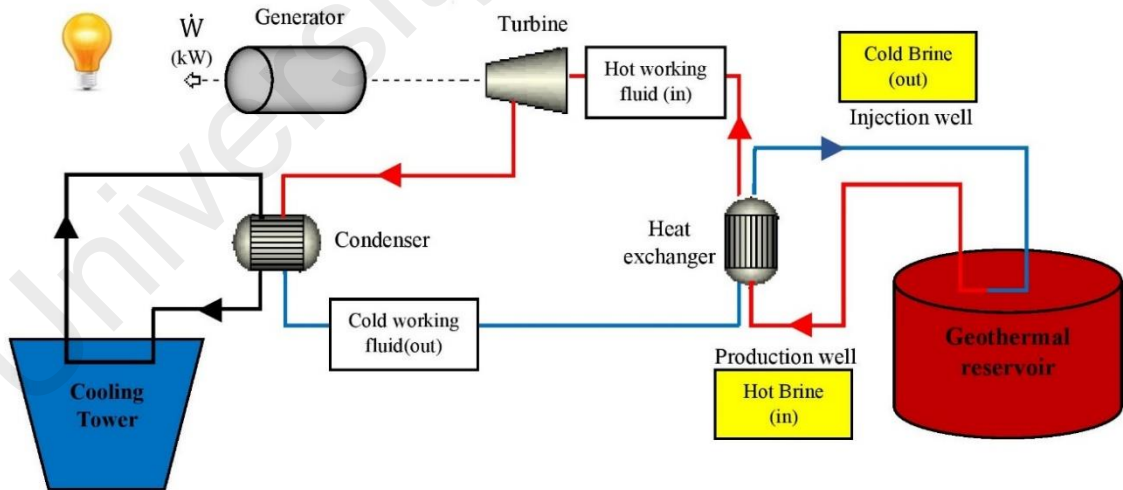 Generator
Ẇ
(kW)
Turbine
Hot working
fluid (in)
Cold Brine
(out)
Injection well
Condenser
Heat
exchanger
Cold working
fluid(out)
Production well
Hot Brine
(in)
Geothermal
reservoir
Cooling
Tower
Universi